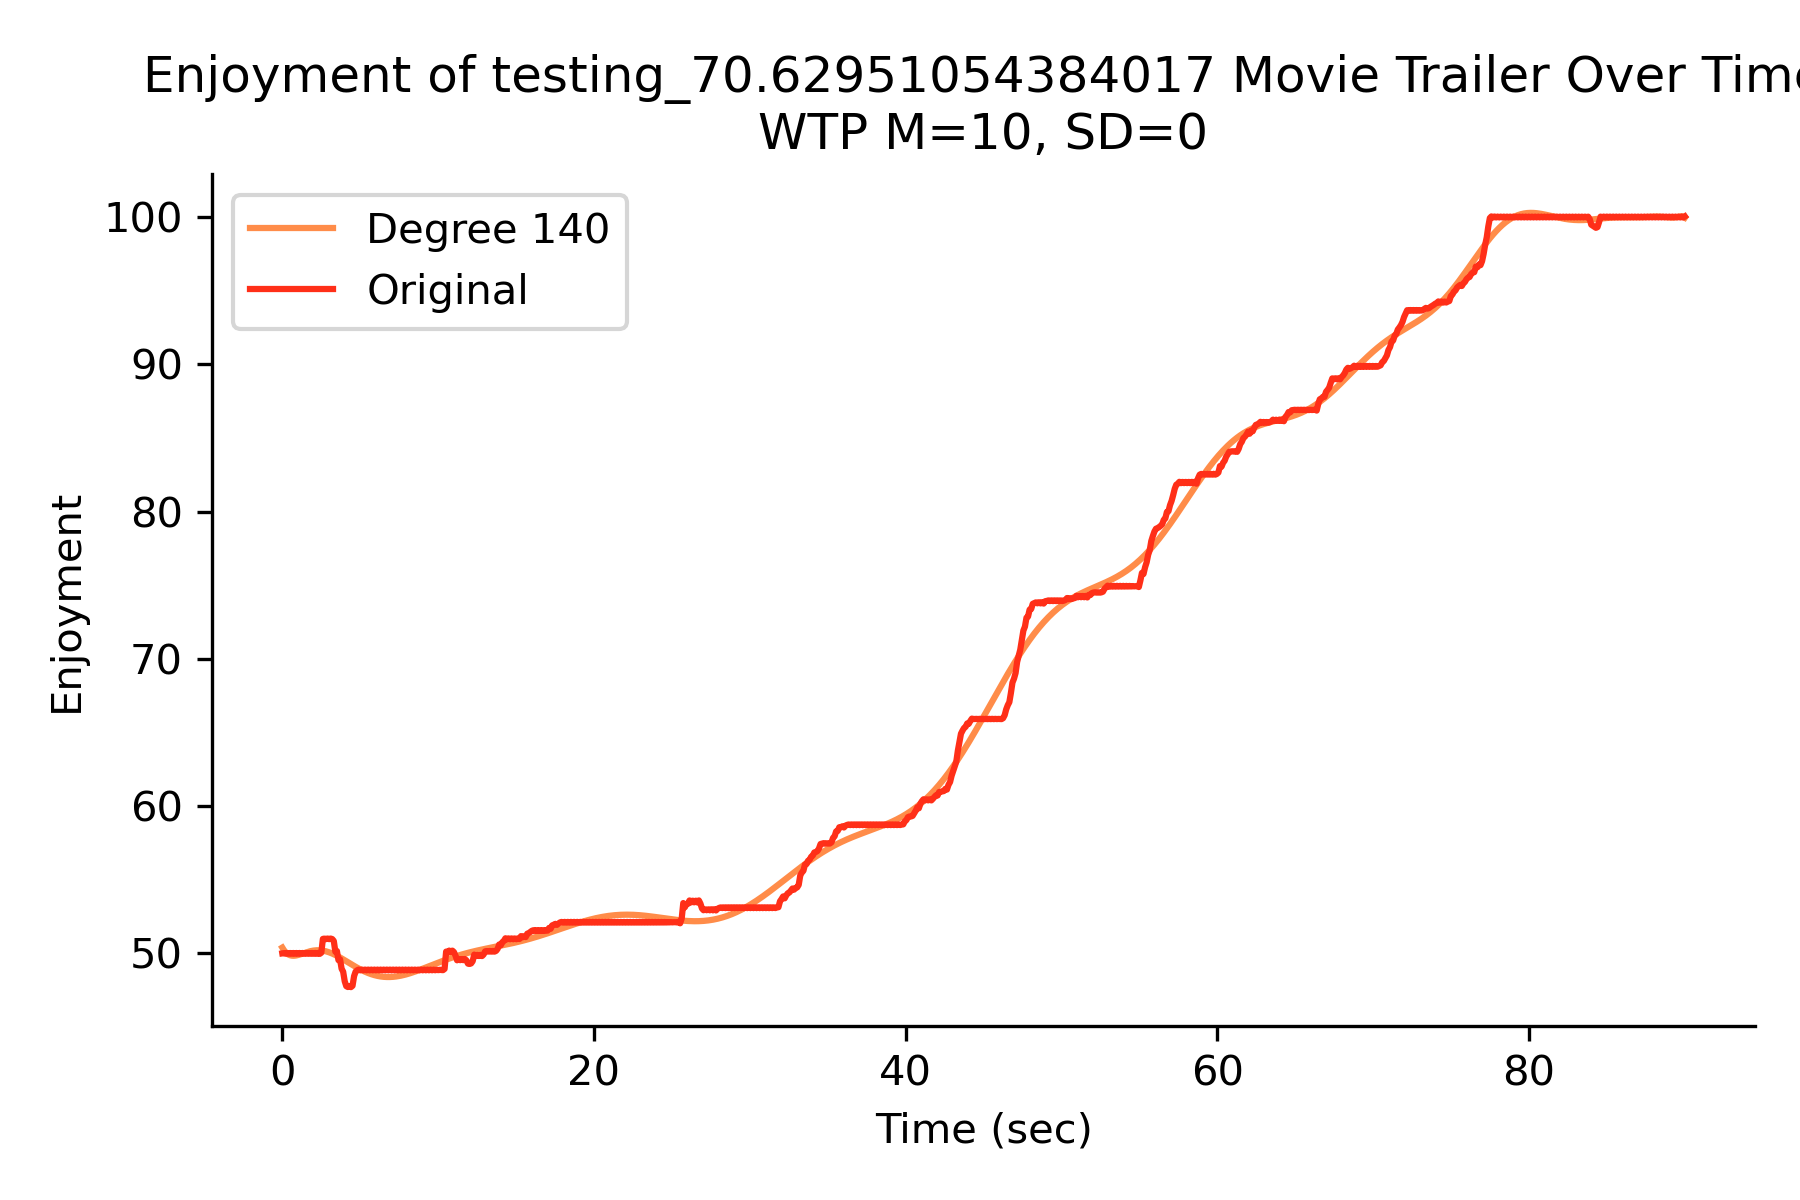 Enjoyment of testing_70.62951054384017 Movie Trailer Over Time
WTP M=10, SD=0
Degree 140
Original
100
90
80
70
60
50
Enjoyment
0
20
40
60
80
Time (sec)